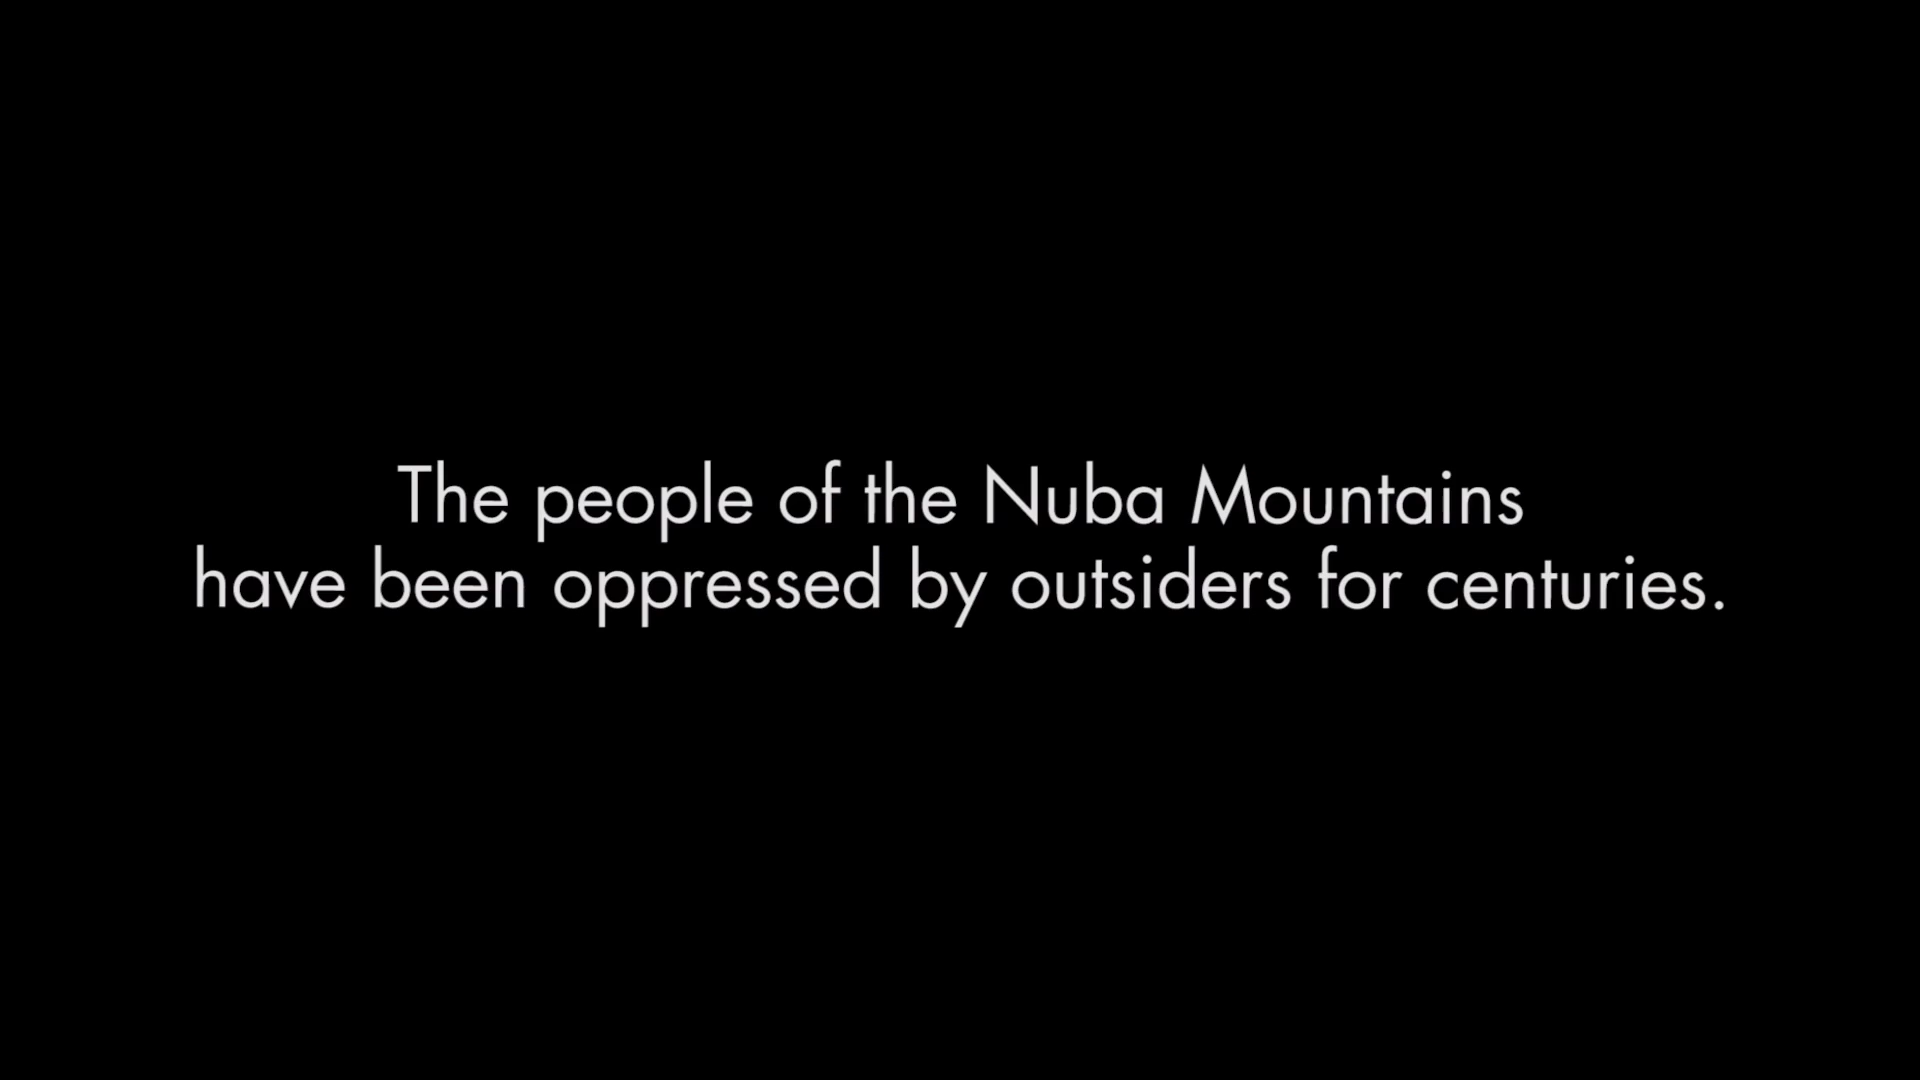 The people of the Nuba Mountains
have been oppressed by outsiders for centuries.